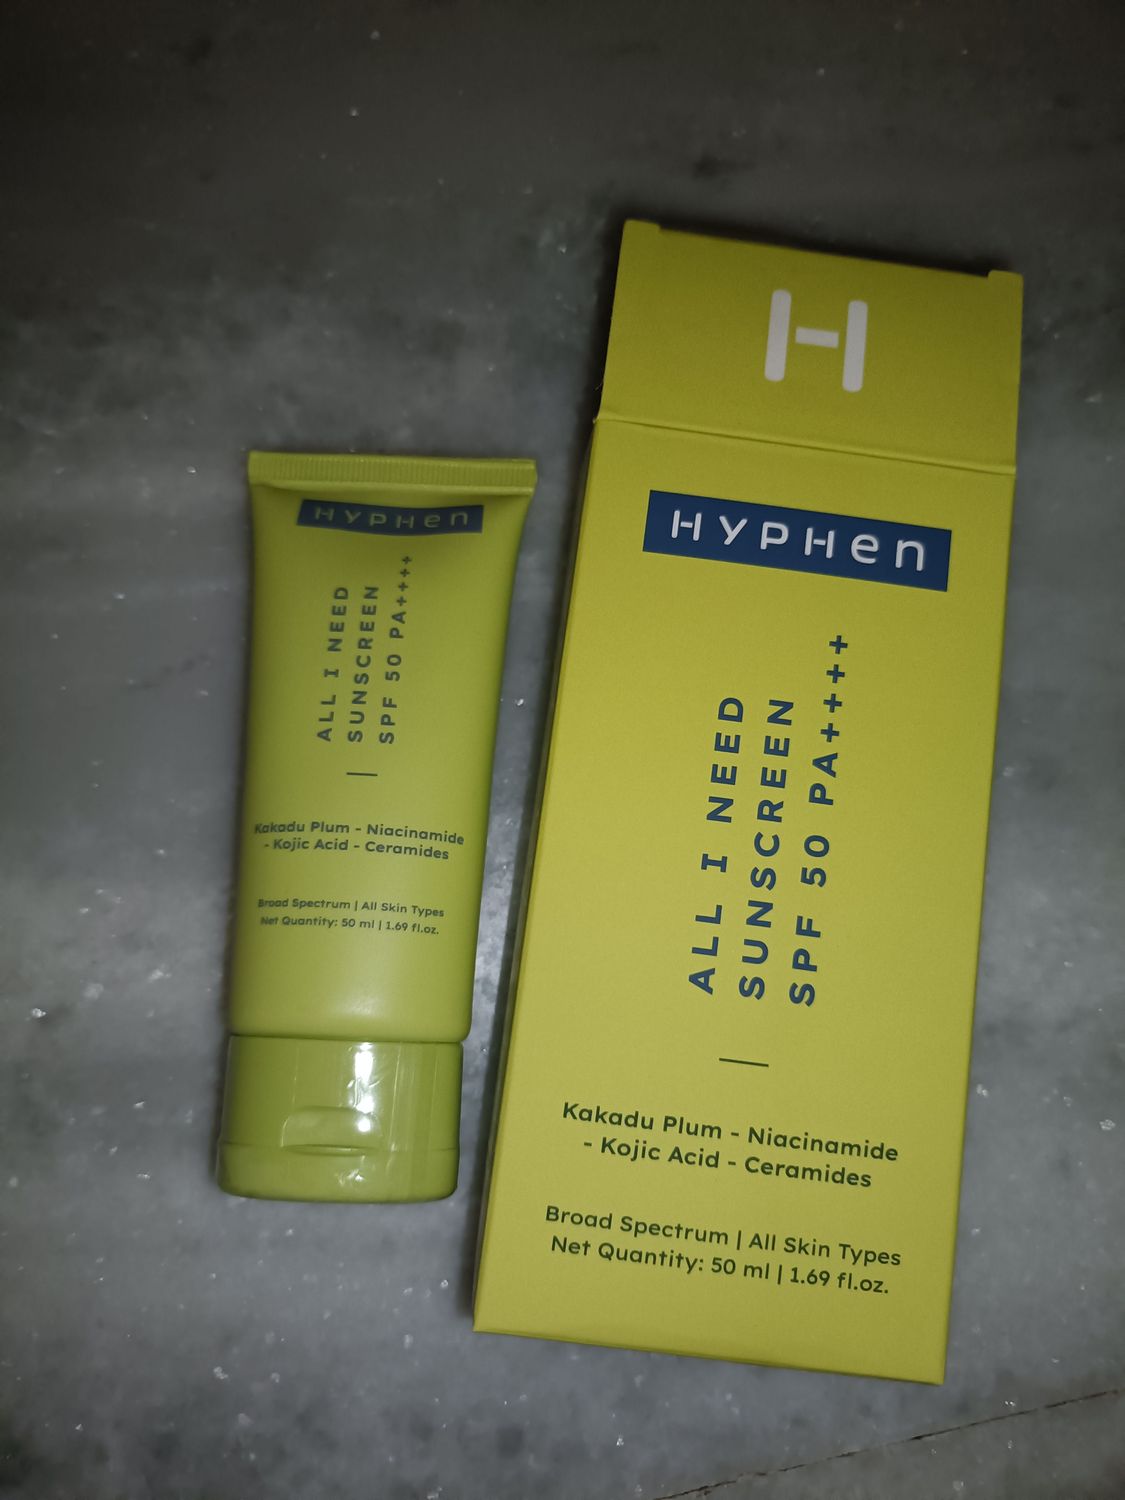 HYPHEN
ALL I NEED
SUNSCREEN
SPF 50 PA++++
Kakadu Plum - Niacinamide
- Kojic Acid - Ceramides
Broad Spectrum | All Skin Types
Net Quantity: 50 ml | 1.69 fl.oz.
H
HYPHEN
ALL I NEED
SUNSCREEN
SPF 50 PA++++
Kakadu Plum - Niacinamide
- Kojic Acid - Ceramides
Broad Spectrum | All Skin Types
Net Quantity: 50 ml | 1.69 fl.oz.